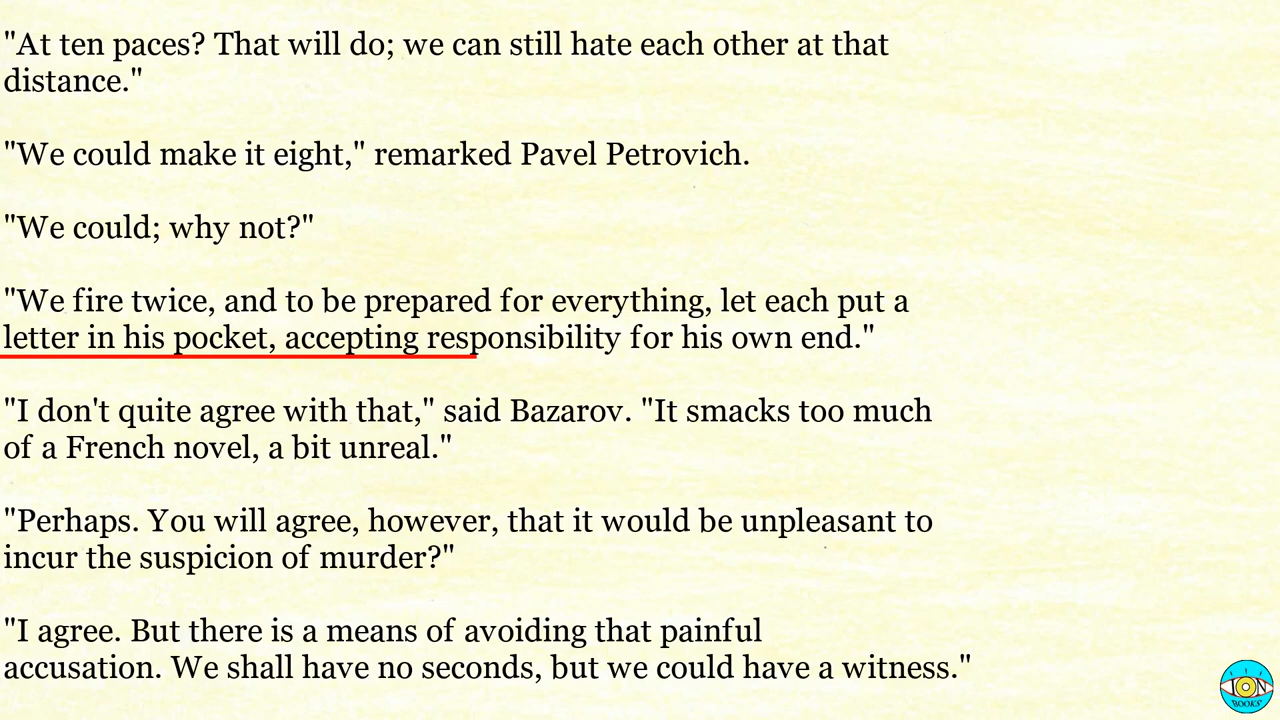 "At ten paces? That will do; we can still hate each other at that
distance."
"We could make it eight," remarked Pavel Petrovich.
"We could; why not?"
"We fire twice, and to be prepared for everything, let each put a
letter in his pocket, accepting responsibility for his own end."
"I don't quite agree with that," said Bazarov. "It smacks too much
of a French novel, a bit unreal."
"Perhaps. You will agree, however, that it would be unpleasant to
incur the suspicion of murder?"
"I agree. But there is a means of avoiding that painful
accusation. We shall have no seconds, but we could have a witness."
ION
BOOKS